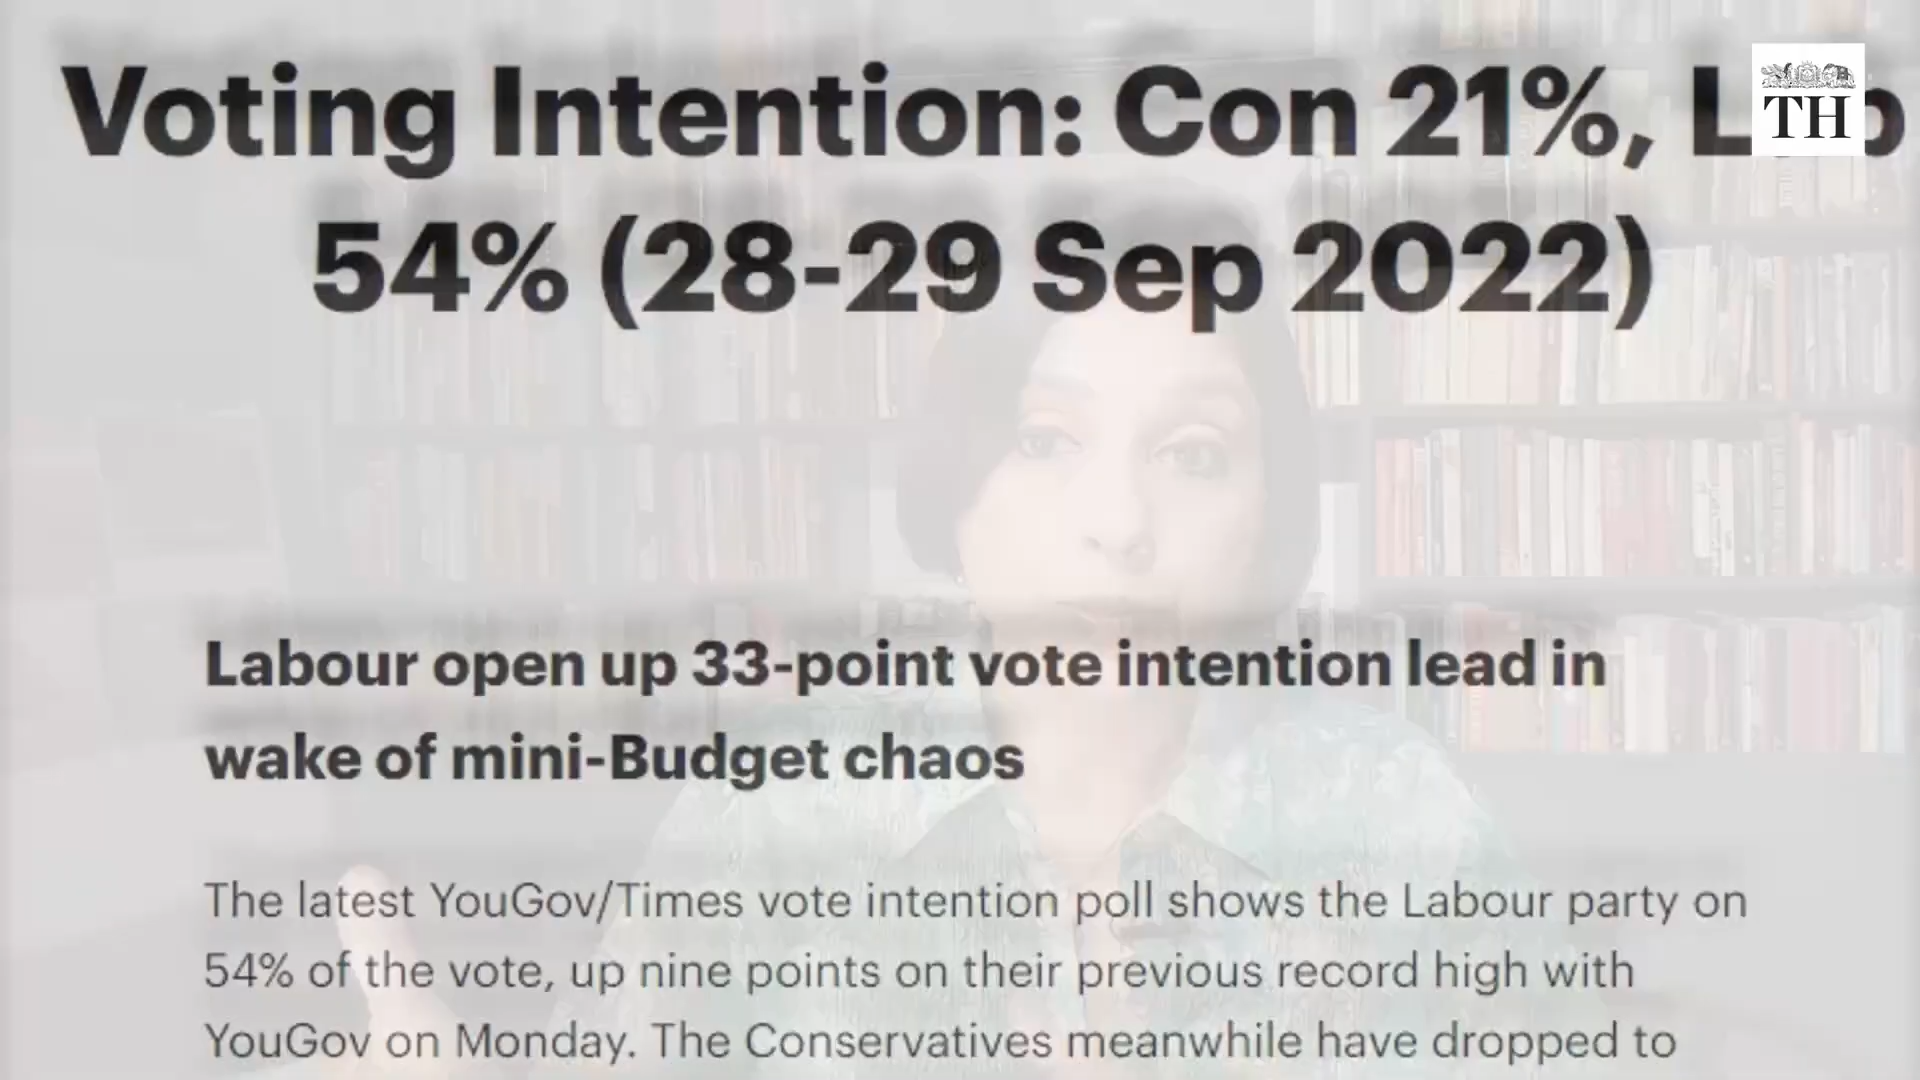 Voting Intention: Con 21%,
TH
54% (28-29 Sep 2022)
Labour open up 33-point vote intention lead in
wake of mini-Budget chaos
The latest YouGov/Times vote intention poll shows the Labour party on
54% of the vote, up nine points on their previous record high with
YouGov on Monday. The Conservatives meanwhile have dropped to